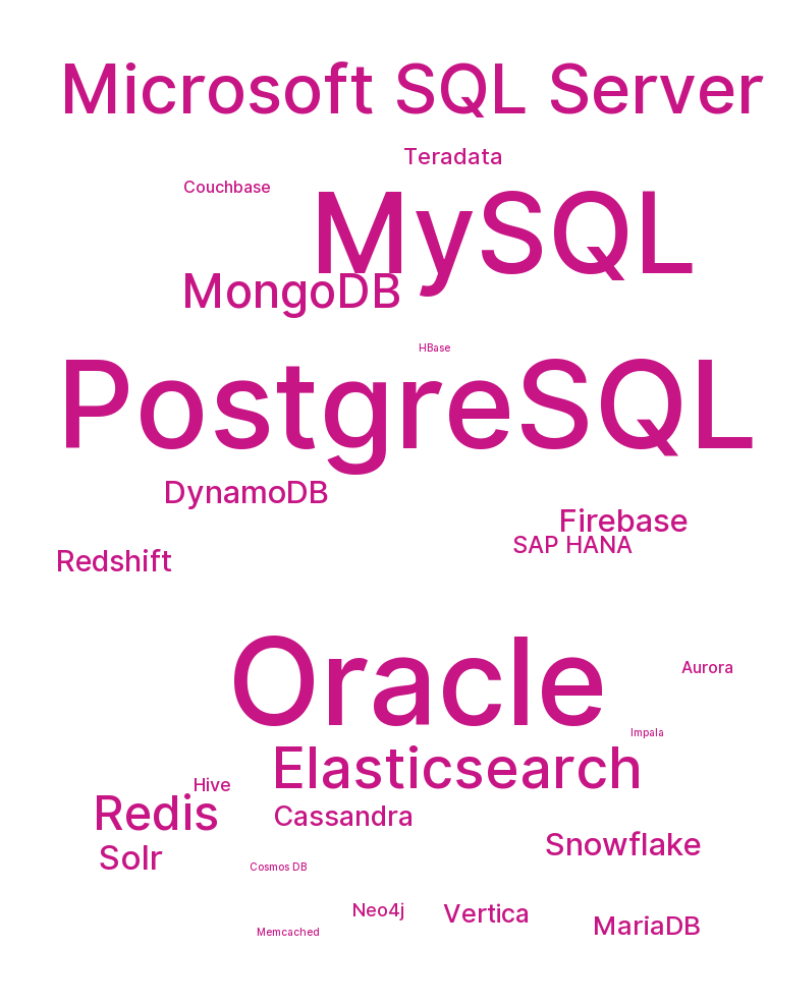 Microsoft SQL Server
Teradata
Couchbase
MySQL
MongoDB
HBase
PostgreSQL
DynamoDB
Firebase
SAP HANA
Redshift
Aurora
Oracle
Impala
Elasticsearch
Hive
Redis
Cassandra
Snowflake
Solr
Cosmos DB
Neo4j
Vertica
MariaDB
Memcached